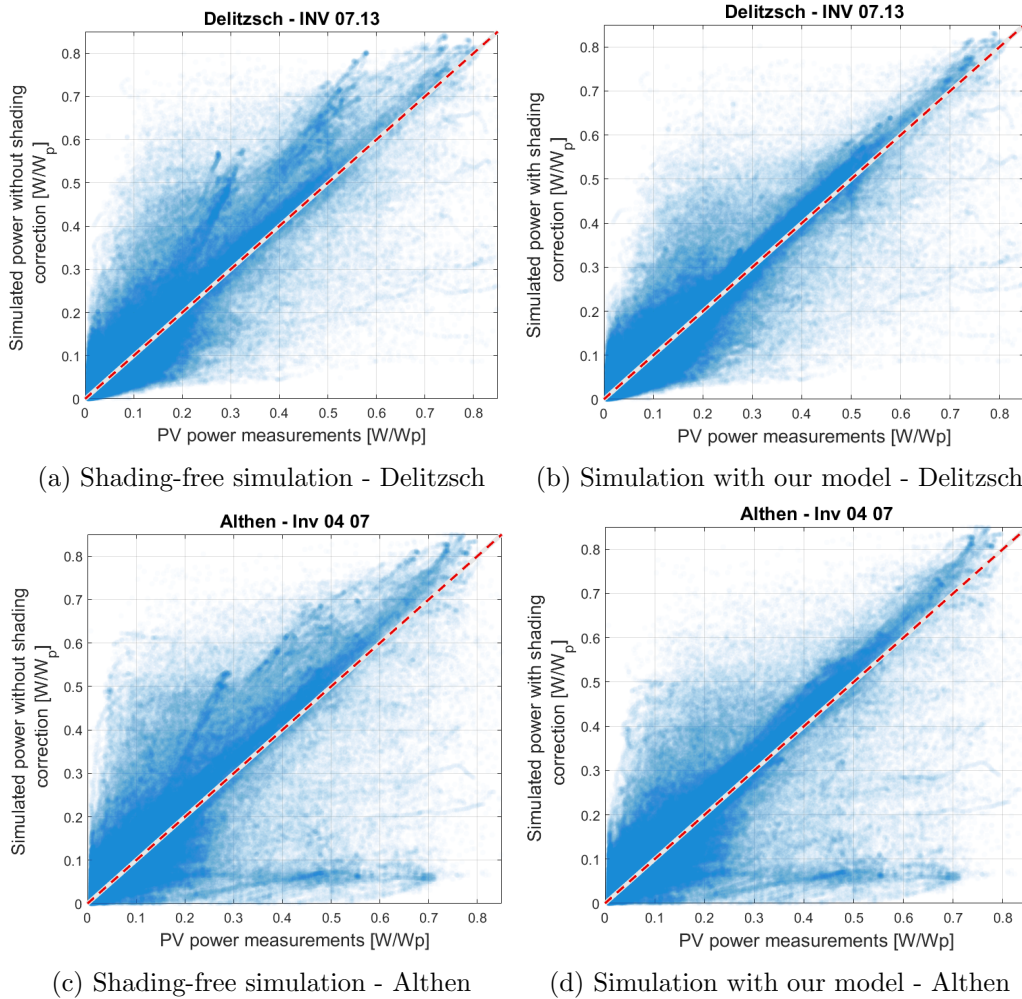 Delitzsch - INV 07.13
Simulated power without shading
correction [W/Wp]
0.8
0.7
0.6
0.5
0.4
0.3
0.2
0.1
0
0 0.1 0.2 0.3 0.4 0.5 0.6 0.7 0.8
PV power measurements [W/Wp]
(a) Shading-free simulation - Delitzsch
Delitzsch - INV 07.13
Simulated power with shading
correction [W/Wp]
0.8
0.7
0.6
0.5
0.4
0.3
0.2
0.1
0
0 0.1 0.2 0.3 0.4 0.5 0.6 0.7 0.8
PV power measurements [W/Wp]
(b) Simulation with our model - Delitzsch
Althen - Inv 04 07
Simulated power without shading
correction [W/Wp]
0.8
0.7
0.6
0.5
0.4
0.3
0.2
0.1
0
0 0.1 0.2 0.3 0.4 0.5 0.6 0.7 0.8
PV power measurements [W/Wp]
(c) Shading-free simulation - Althen
Althen - Inv 04 07
Simulated power with shading
correction [W/Wp]
0.8
0.7
0.6
0.5
0.4
0.3
0.2
0.1
0
0 0.1 0.2 0.3 0.4 0.5 0.6 0.7 0.8
PV power measurements [W/Wp]
(d) Simulation with our model - Althen